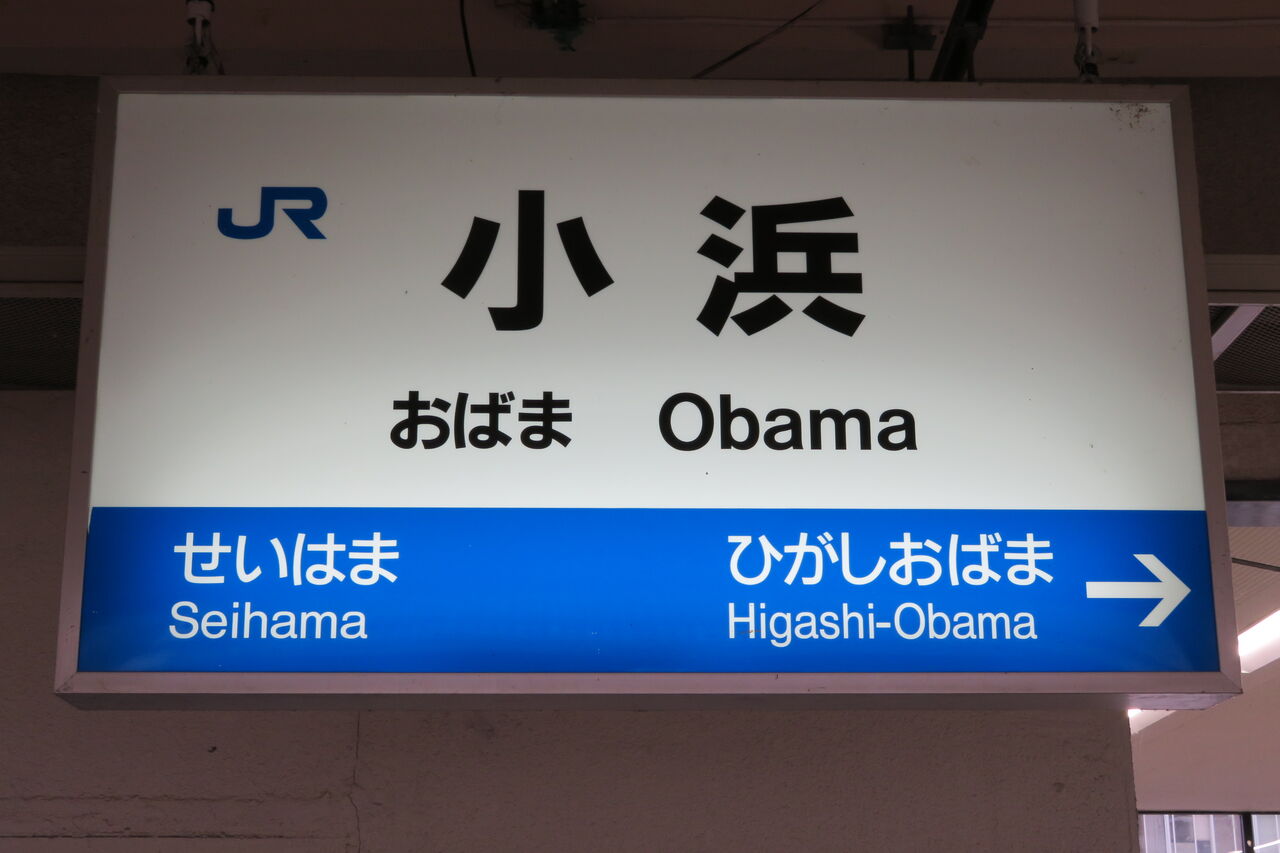 JR
小浜
おばま Obama
せいはま ひがしおばま →
Seihama Higashi-Obama